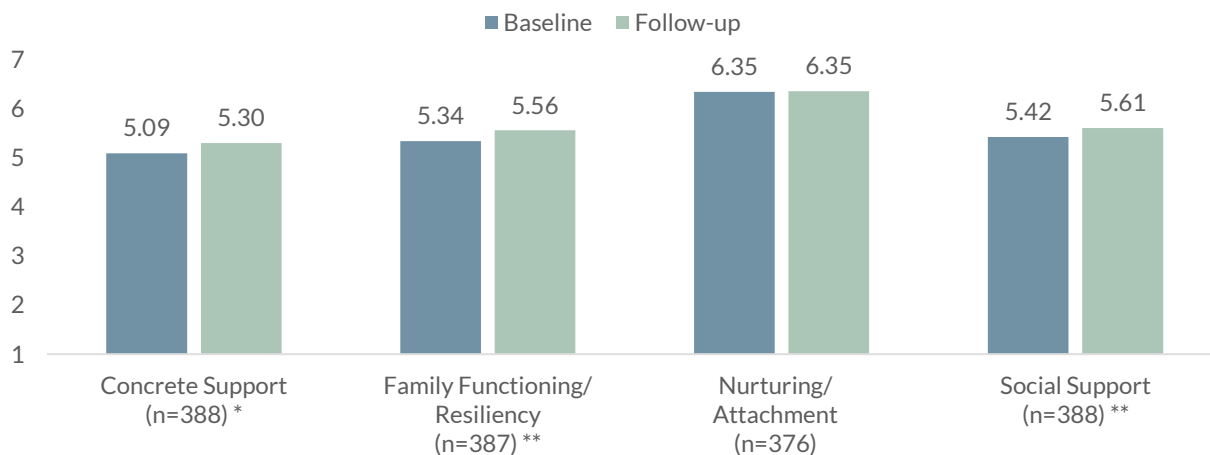 Baseline Follow-up
7
6
5
4
3
2
1
5.09 5.30 5.34 5.56 6.35 6.35 5.42 5.61
Concrete Support
(n=388) *
Family Functioning/
Resiliency
(n=387) **
Nurturing/
Attachment
(n=376)
Social Support
(n=388) **